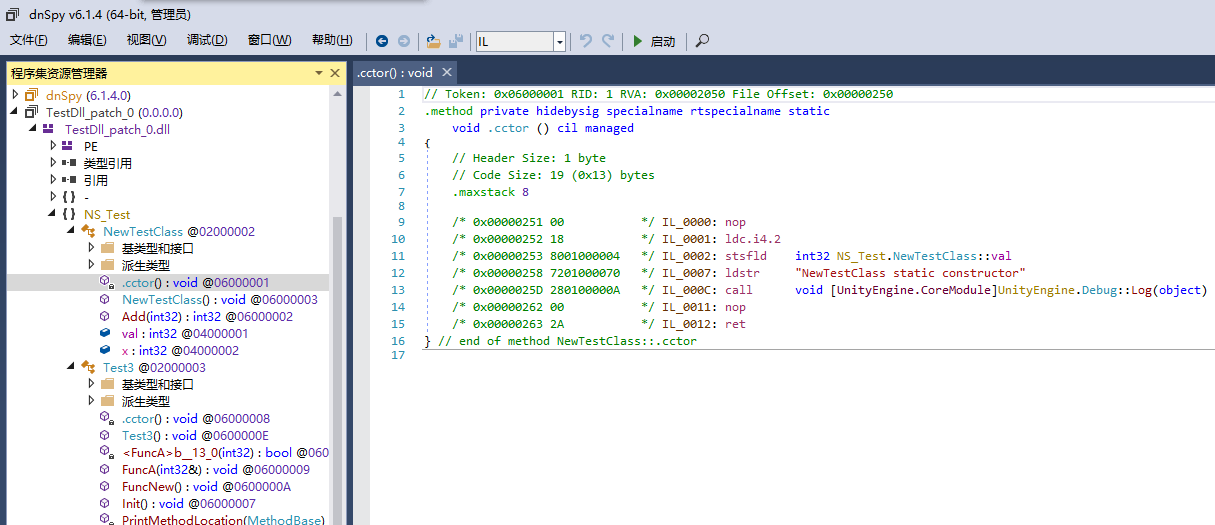 dnSpy v6.1.4 (64-bit, 管理员)
文件(F) 编辑(E) 视图(V) 调试(D) 窗口(W) 帮助(H) IL 启动
程序集资源管理器
dnSpy (6.1.4.0)
TestDll_patch_0 (0.0.0.0)
TestDll_patch_0.dll
PE
类型引用
引用
-
NS_Test
NewTestClass @02000002
基类型和接口
派生类型
.cctor() : void @06000001
NewTestClass() : void @06000003
Add(int32) : int32 @06000002
val : int32 @04000001
x : int32 @04000002
Test3 @02000003
基类型和接口
派生类型
.cctor() : void @06000008
Test3() : void @0600000E
<FuncA>b__13_0(int32) : bool @060
FuncA(int32&) : void @06000009
FuncNew() : void @0600000A
Init() : void @06000007
PrintMethodLocation(MethodBase)
.cctor() : void
1 // Token: 0x06000001 RID: 1 RVA: 0x00002050 File Offset: 0x00000250
2 .method private hidebysig specialname rtspecialname static
3 void .cctor () cil managed
4 {
5 // Header Size: 1 byte
6 // Code Size: 19 (0x13) bytes
7 .maxstack 8
8
9 /* 0x00000251 00 */ IL_0000: nop
10 /* 0x00000252 18 */ IL_0001: ldc.i4.2
11 /* 0x00000253 8001000004 */ IL_0002: stsfld int32 NS_Test.NewTestClass::val
12 /* 0x00000258 7201000070 */ IL_0007: ldstr "NewTestClass static constructor"
13 /* 0x0000025D 280100000A */ IL_000C: call void [UnityEngine.CoreModule]UnityEngine.Debug::Log(object)
14 /* 0x00000262 00 */ IL_0011: nop
15 /* 0x00000263 2A */ IL_0012: ret
16 } // end of method NewTestClass::.cctor
17